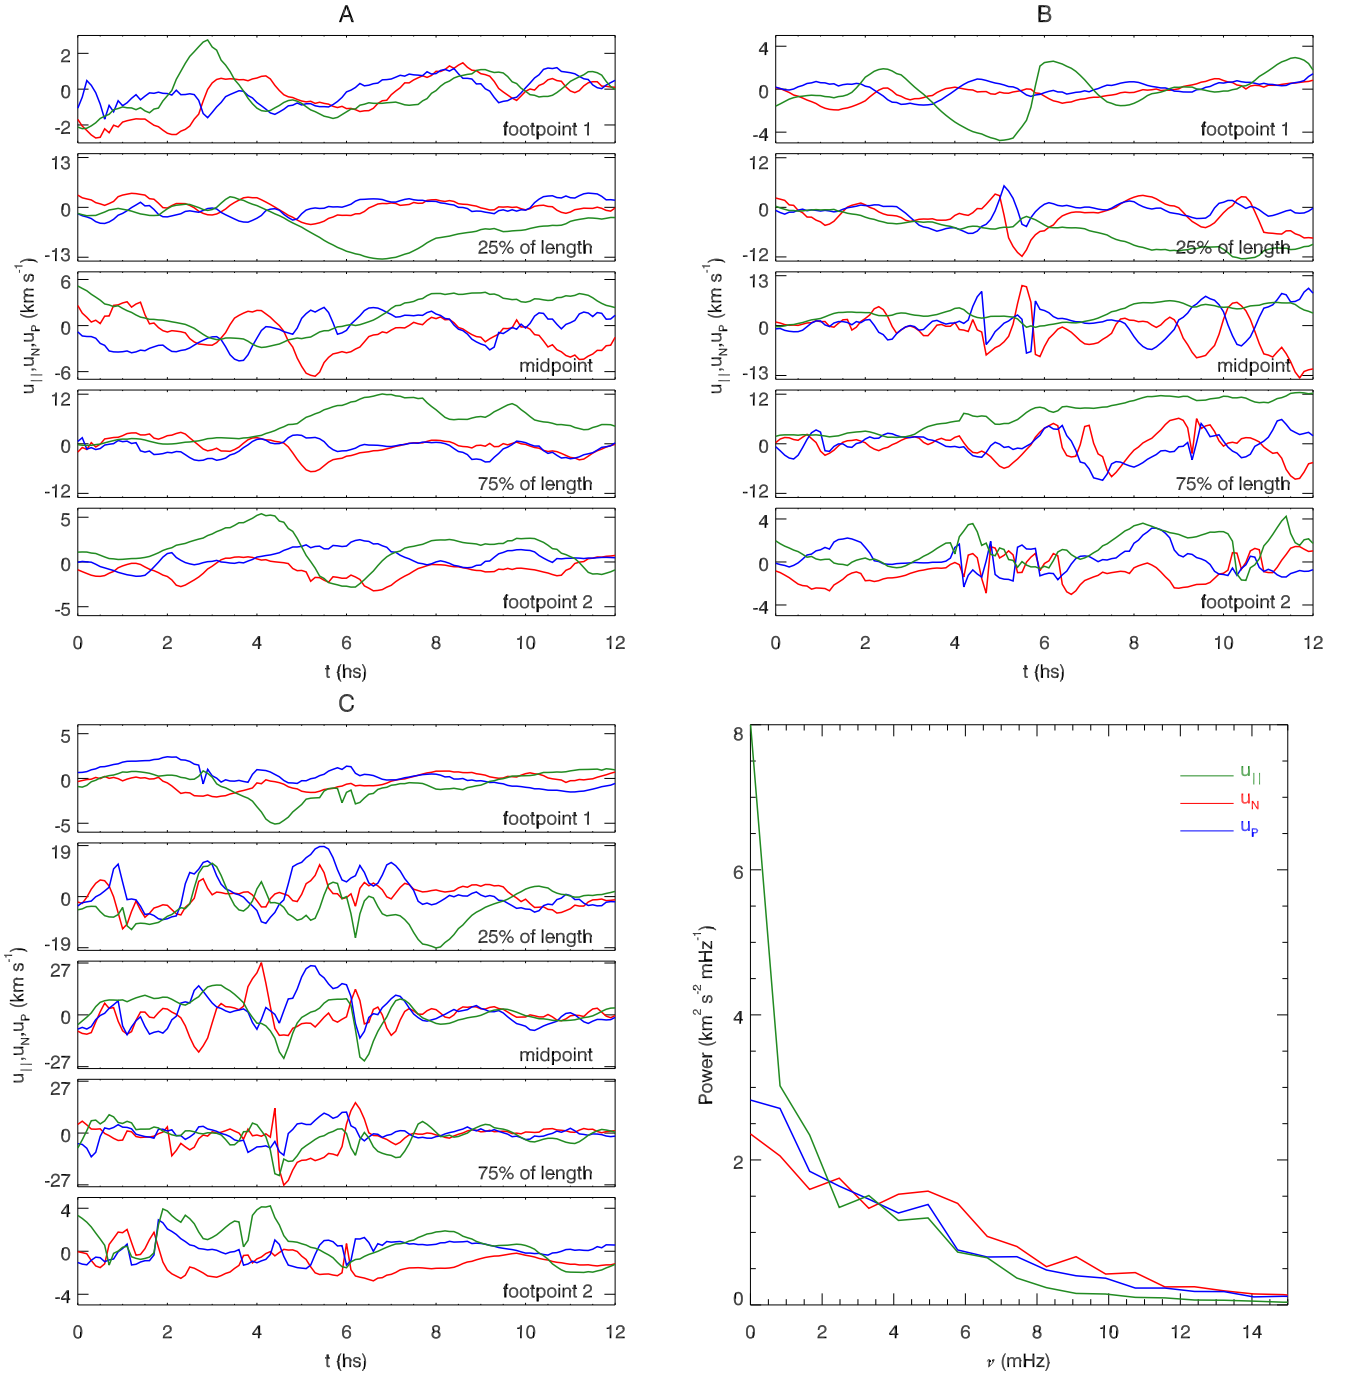 A
2
0
-2
footpoint 1
13
0
-13
25% of length
6
0
-6
midpoint
12
0
-12
75% of length
5
0
-5
footpoint 2
0 2 4 6 8 10 12
t (hs)
u||,uN,uP (km s-1)
B
4
0
-4
footpoint 1
12
0
-12
25% of length
13
0
-13
midpoint
12
0
-12
75% of length
4
0
-4
footpoint 2
0 2 4 6 8 10 12
t (hs)
u||,uN,uP (km s-1)
C
5
0
-5
footpoint 1
19
0
-19
25% of length
27
0
-27
midpoint
27
0
-27
75% of length
4
0
-4
footpoint 2
0 2 4 6 8 10 12
t (hs)
u||,uN,uP (km s-1)
8
6
4
2
0
Power (km2 s-2 mHz-1)
u||
uN
uP
0 2 4 6 8 10 12 14
ν (mHz)